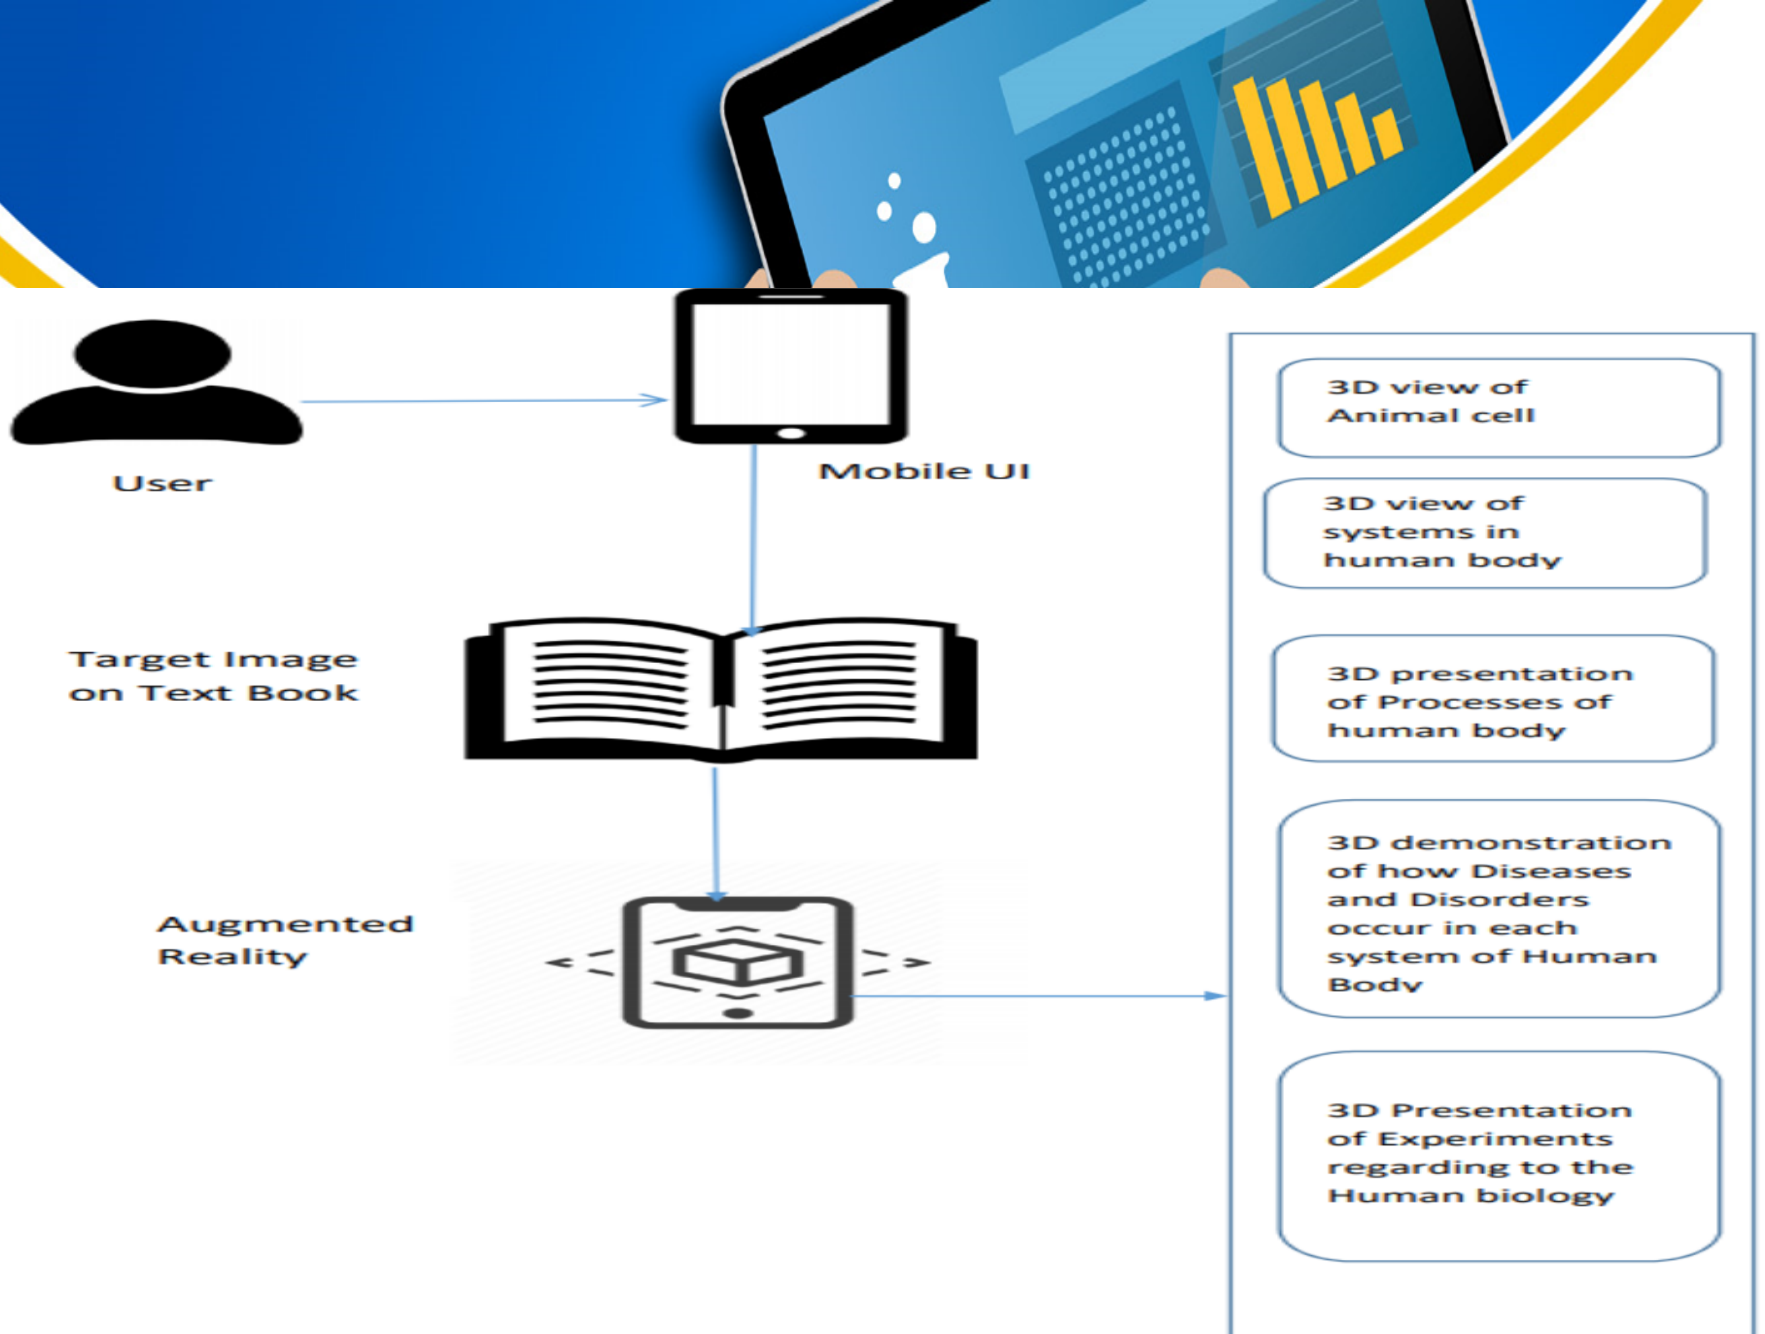 User
Mobile UI
Target Image
on Text Book
Augmented
Reality
3D view of
Animal cell
3D view of
systems in
human body
3D presentation
of Processes of
human body
3D demonstration
of how Diseases
and Disorders
occur in each
system of Human
Body
3D Presentation
of Experiments
regarding to the
Human biology